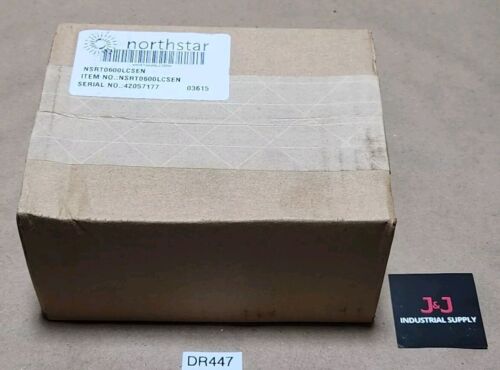 northstar
NSRT0600LCSEN
ITEM NO.:NSRT0600LCSEN
SERIAL NO.:42057177 03615
J&J
INDUSTRIAL SUPPLY
DR447